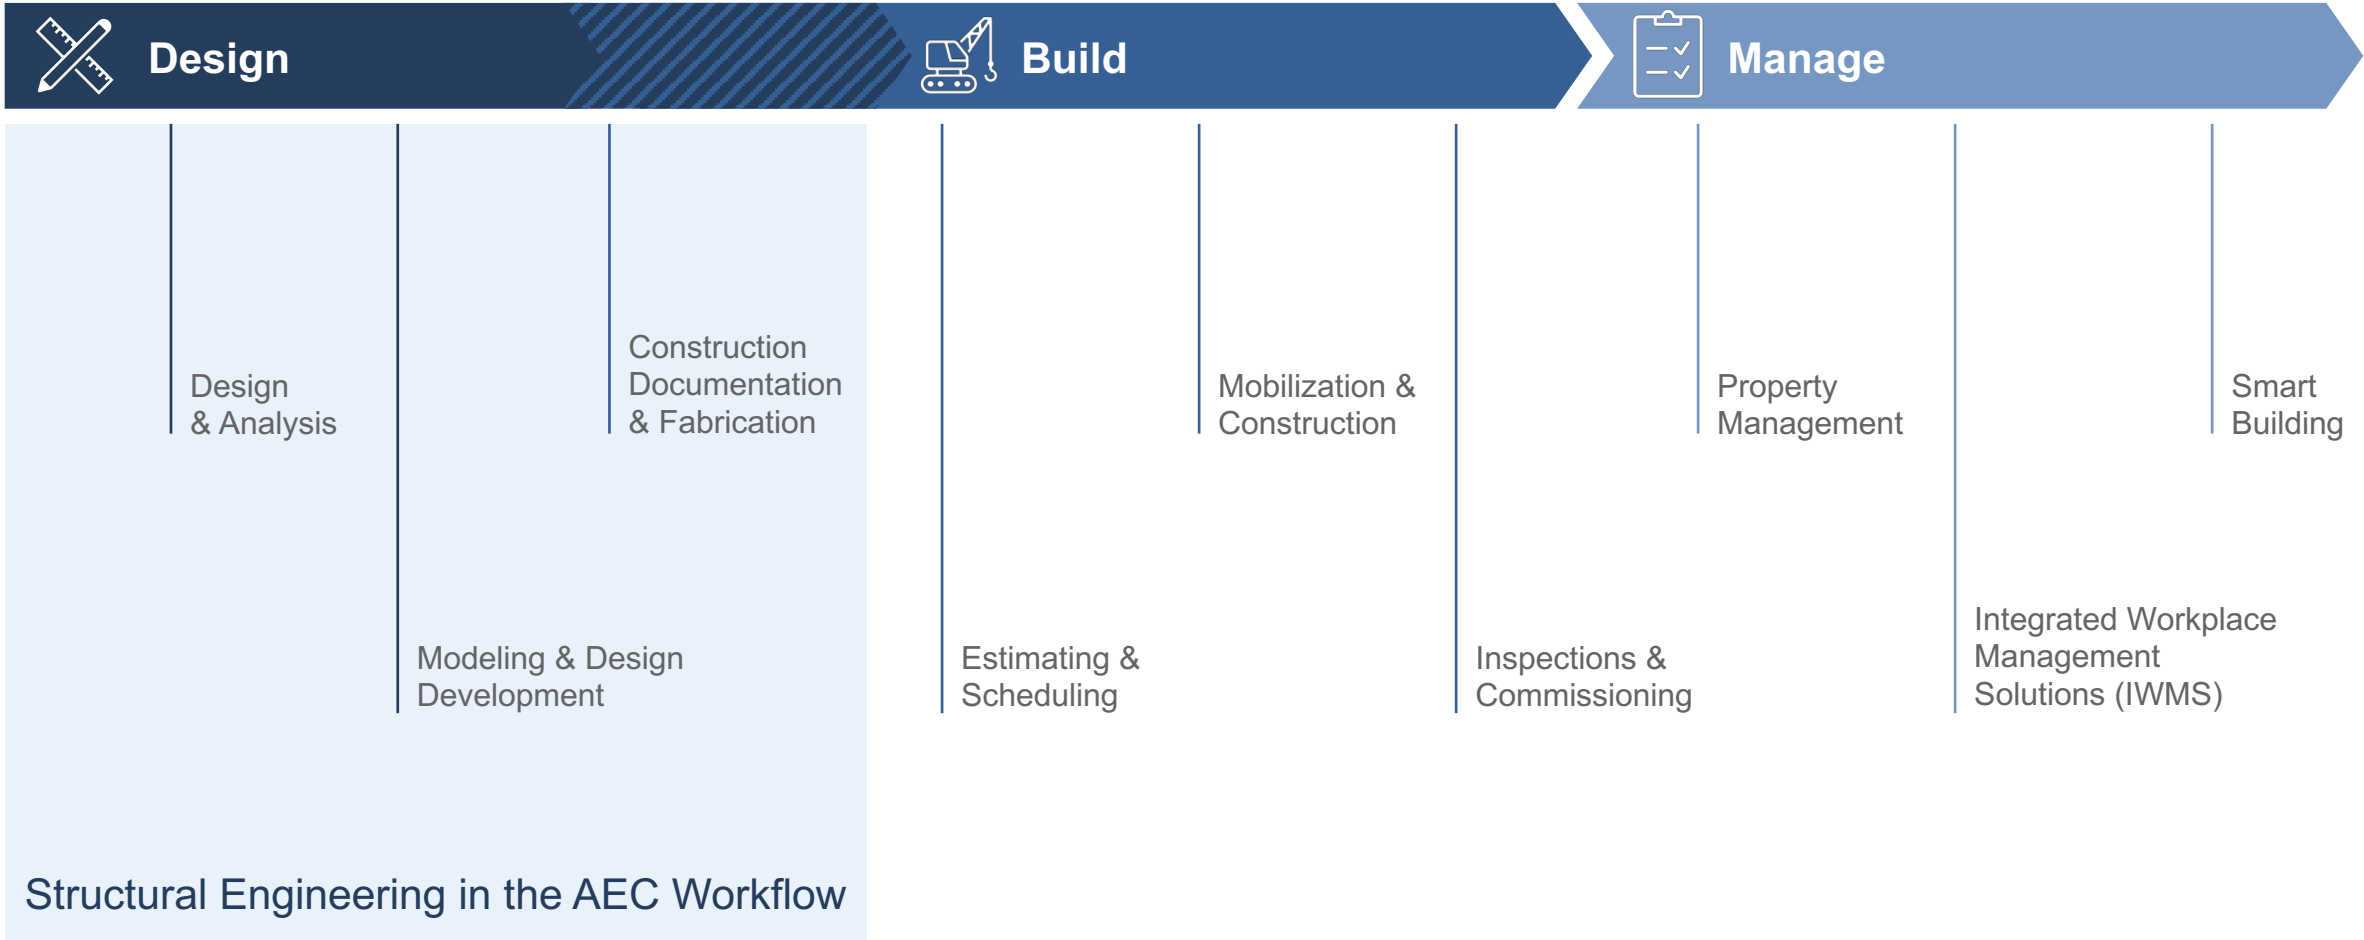 Design
Build
Manage
Design
& Analysis
Modeling & Design
Development
Construction
Documentation
& Fabrication
Estimating &
Scheduling
Mobilization &
Construction
Inspections &
Commissioning
Property
Management
Integrated Workplace
Management
Solutions (IWMS)
Smart
Building
Structural Engineering in the AEC Workflow